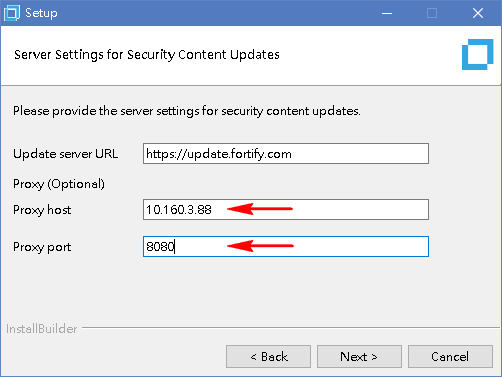 Setup
Server Settings for Security Content Updates
Please provide the server settings for security content updates.
Update server URL https://update.fortify.com
Proxy (Optional)
Proxy host 10.160.3.88
Proxy port 8080
InstallBuilder
< Back Next > Cancel